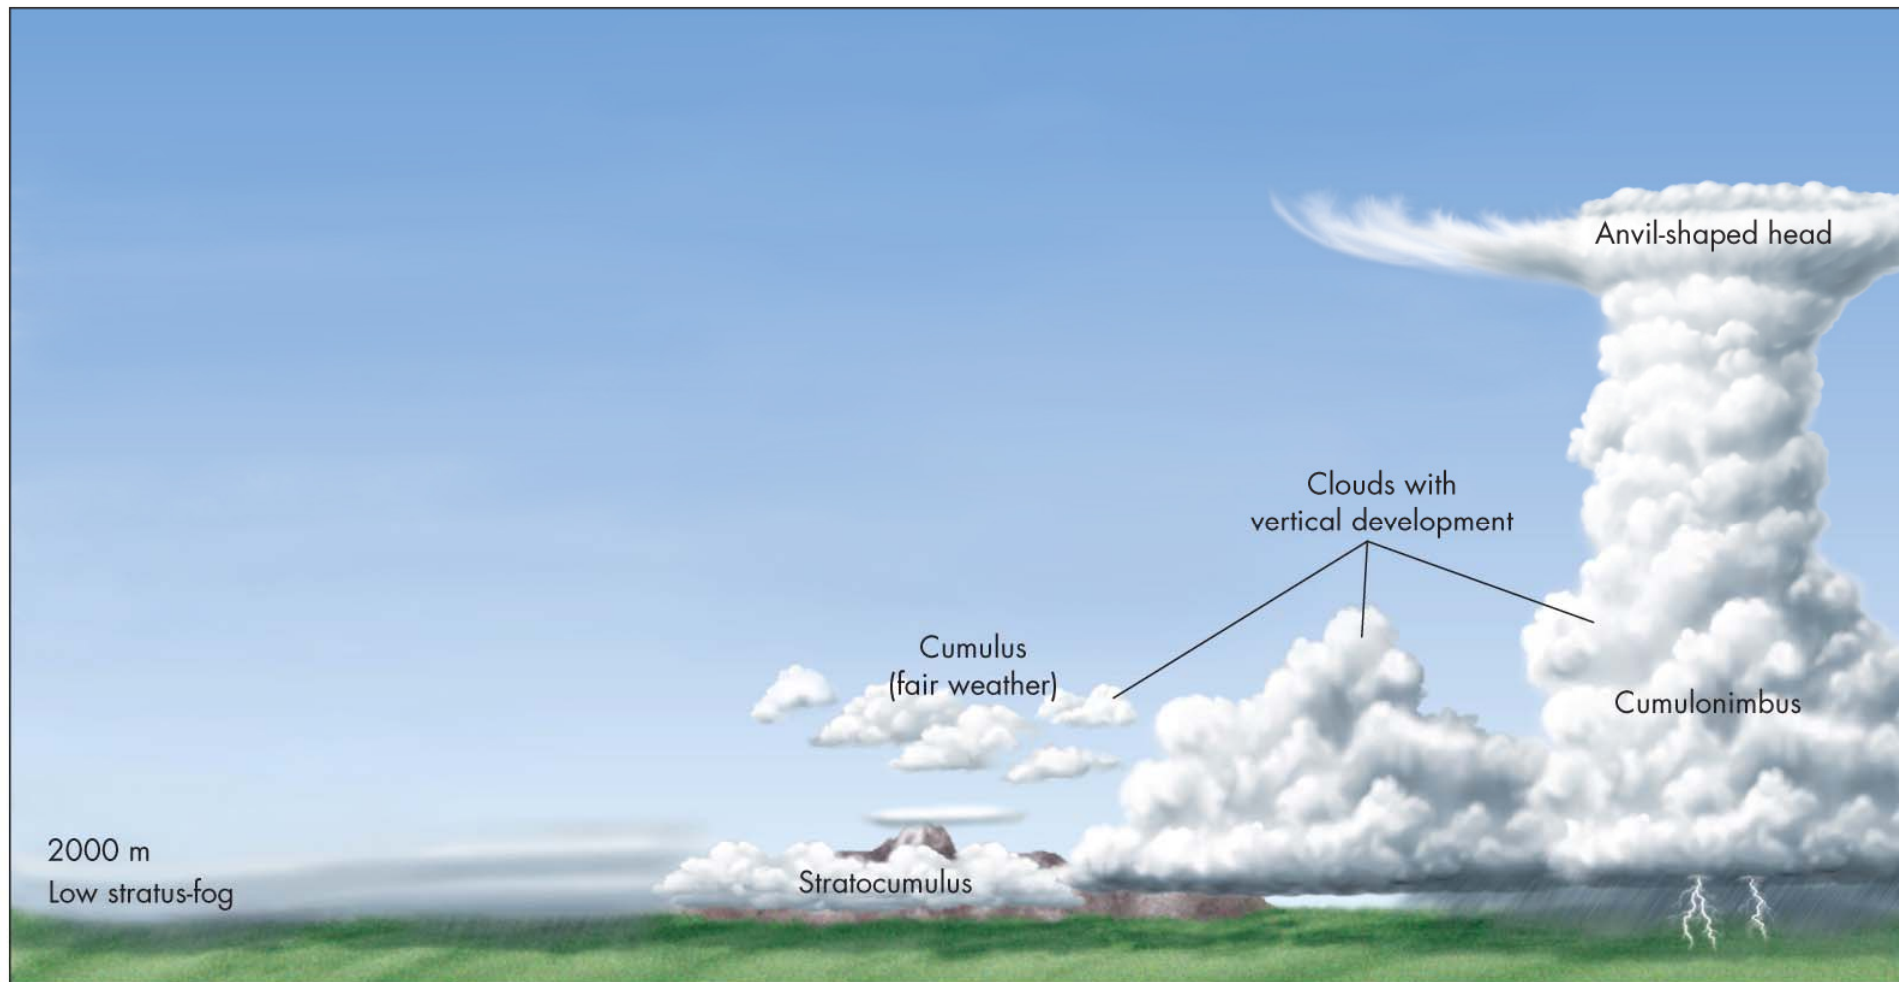 Anvil-shaped head
Clouds with
vertical development
Cumulus
(fair weather)
Cumulonimbus
2000 m
Low stratus-fog
Stratocumulus